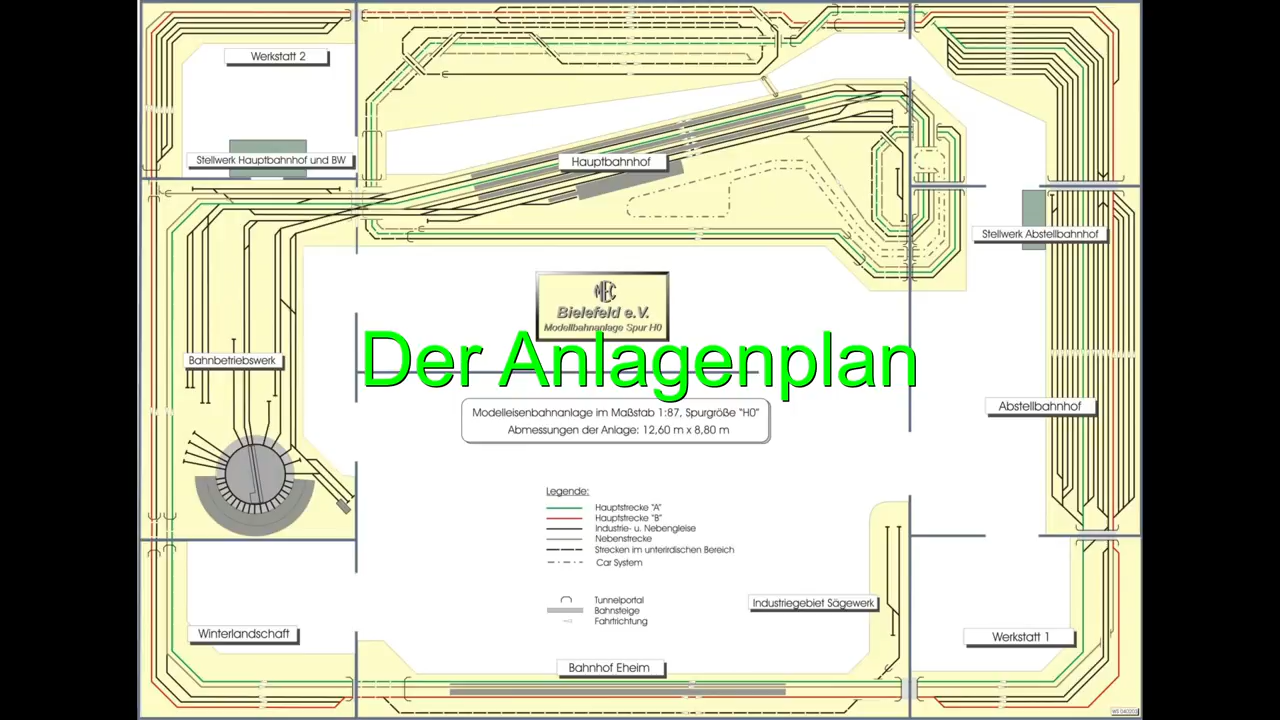 Werkstatt 2
Stellwerk Hauptbahnhof und BW
Hauptbahnhof
Stellwerk Abstellbahnhof
MEC
Bielefeld e.V.
Modellbahnanlage Spur H0
Der Anlagenplan
Bahnbetriebswerk
Abstellbahnhof
Modelleisenbahnanlage im Maßstab 1:87, Spurgröße "H0"
Abmessungen der Anlage: 12,60 m x 8,80 m
Legende:
Hauptstrecke "A"
Hauptstrecke "B"
Industrie- u. Nebengleise
Nebenstrecke
Strecken im unterirdischen Bereich
Car System
Tunnelportal
Bahnsteige
Fahrtrichtung
Industriegebiet Sägewerk
Winterlandschaft
Werkstatt 1
Bahnhof Eheim